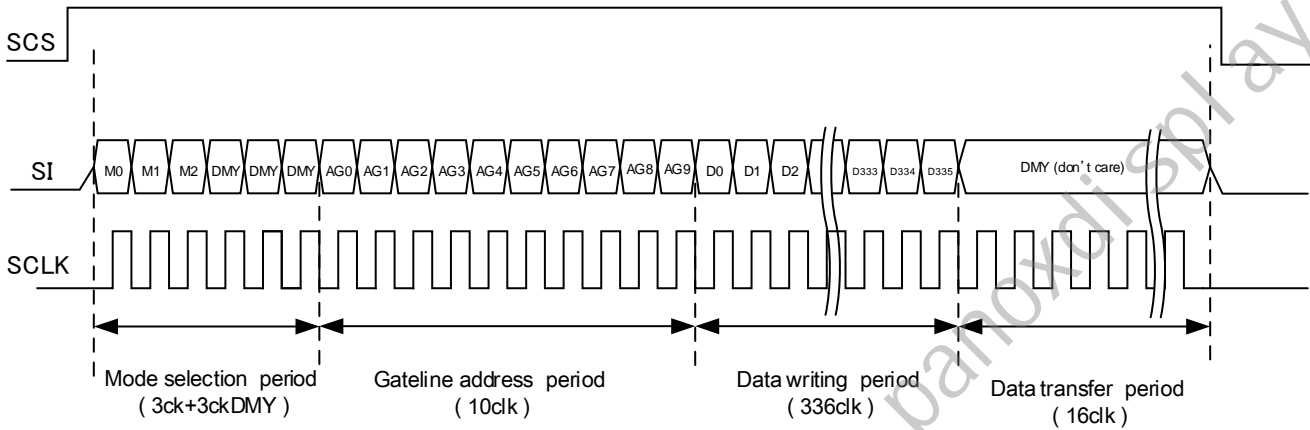 SCS
SI
M0 M1 M2 DMY DMY DMY AG0 AG1 AG2 AG3 AG4 AG5 AG6 AG7 AG8 AG9 D0 D1 D2 D333 D334 D335 DMY (don't care)
SCLK
Mode selection period Gateline address period Data writing period Data transfer period
( 3ck+3ckDMY ) ( 10clk ) ( 336clk ) ( 16clk )
panoxdisplay